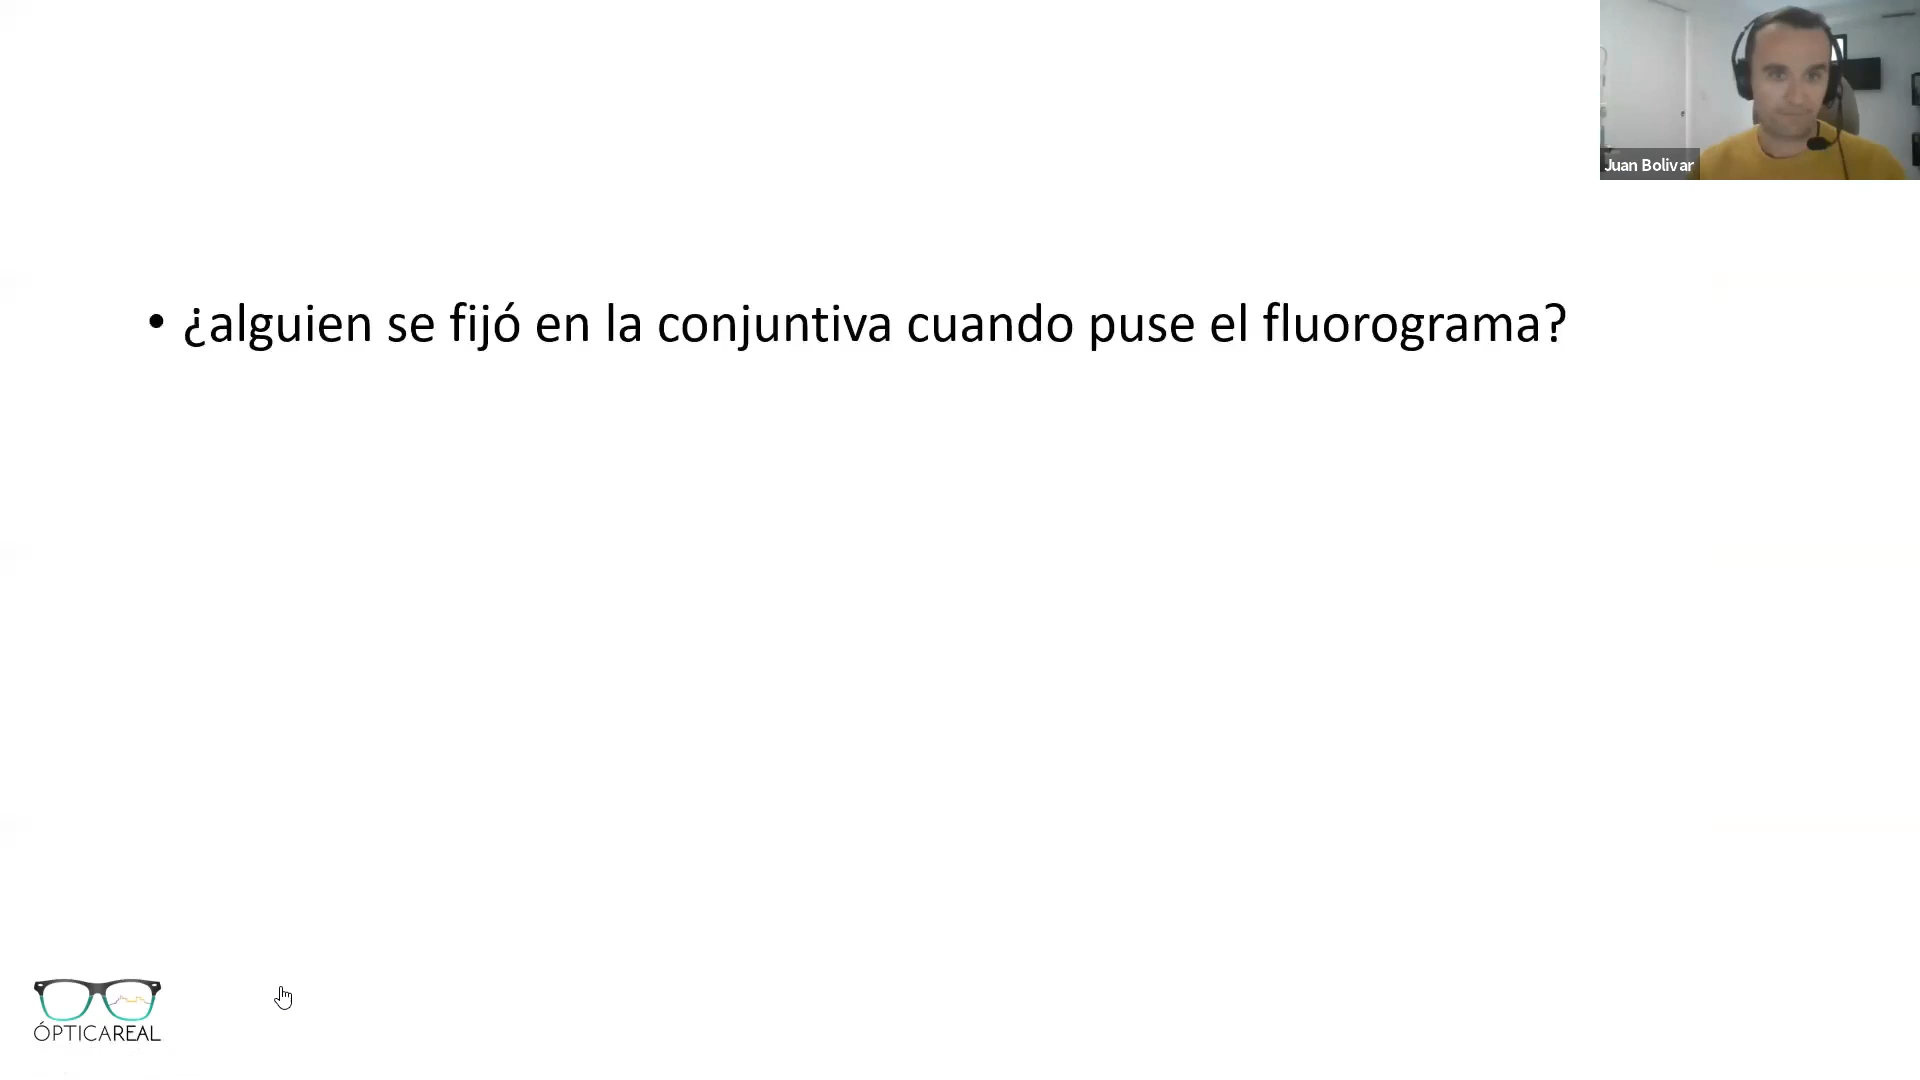 Juan Bolivar
• ¿alguien se fijó en la conjuntiva cuando puse el fluorograma?
ÓPTICAREAL